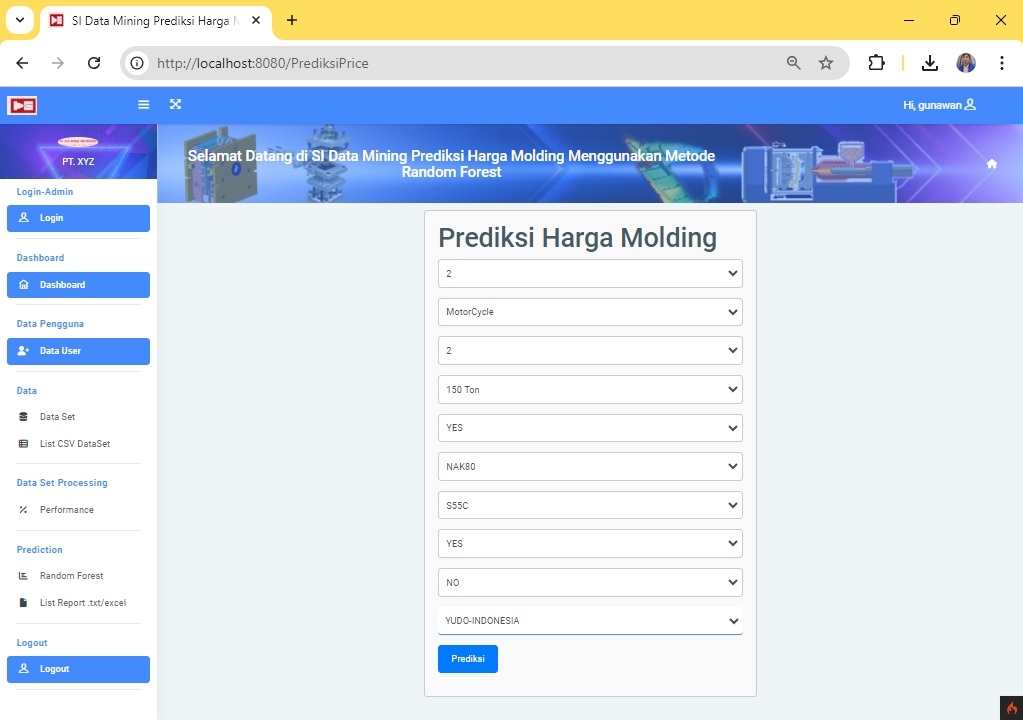 SI Data Mining Prediksi Harga M
http://localhost:8080/PrediksiPrice
Hi, gunawan
PT. XYZ
Selamat Datang di SI Data Mining Prediksi Harga Molding Menggunakan Metode
Random Forest
Login-Admin
Login
Dashboard
Dashboard
Data Pengguna
Data User
Data
Data Set
List CSV DataSet
Data Set Processing
Performance
Prediction
Random Forest
List Report .txt/excel
Logout
Logout
Prediksi Harga Molding
2
MotorCycle
2
150 Ton
YES
NAK80
S55C
YES
NO
YUDO-INDONESIA
Prediksi